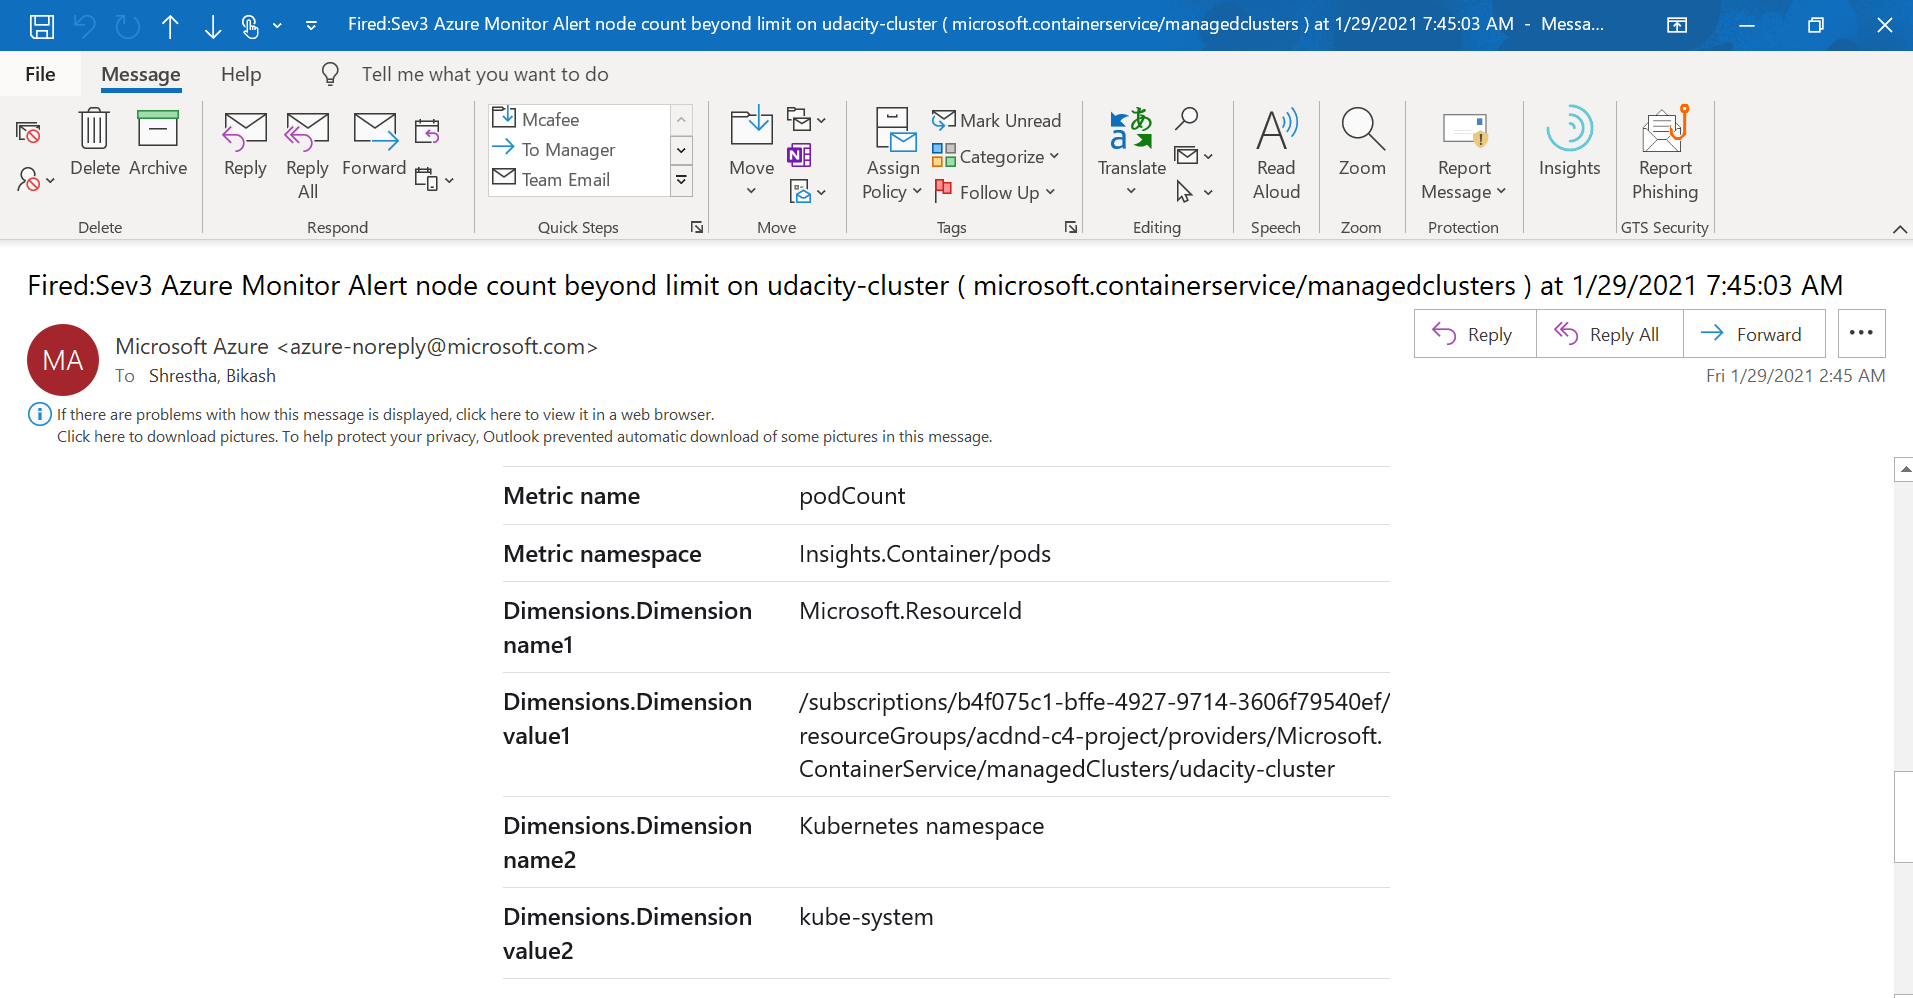 Fired:Sev3 Azure Monitor Alert node count beyond limit on udacity-cluster ( microsoft.containerservice/managedclusters ) at 1/29/2021 7:45:03 AM - Messa...
File Message Help Tell me what you want to do
Delete Archive
Delete
Reply Reply All Forward
Respond
Mcafee
To Manager
Team Email
Quick Steps
Move
Move
Assign Policy
Mark Unread
Categorize
Follow Up
Tags
Translate
Editing
Read Aloud
Speech
Zoom
Zoom
Report Message
Protection
Insights
Report Phishing
GTS Security
Fired:Sev3 Azure Monitor Alert node count beyond limit on udacity-cluster ( microsoft.containerservice/managedclusters ) at 1/29/2021 7:45:03 AM
MA
Microsoft Azure <azure-noreply@microsoft.com>
To Shrestha, Bikash
Reply Reply All Forward
Fri 1/29/2021 2:45 AM
If there are problems with how this message is displayed, click here to view it in a web browser.
Click here to download pictures. To help protect your privacy, Outlook prevented automatic download of some pictures in this message.
Metric name podCount
Metric namespace Insights.Container/pods
Dimensions.Dimension Microsoft.ResourceId
name1
Dimensions.Dimension /subscriptions/b4f075c1-bffe-4927-9714-3606f79540ef/
value1 resourceGroups/acdnd-c4-project/providers/Microsoft.
ContainerService/managedClusters/udacity-cluster
Dimensions.Dimension Kubernetes namespace
name2
Dimensions.Dimension kube-system
value2